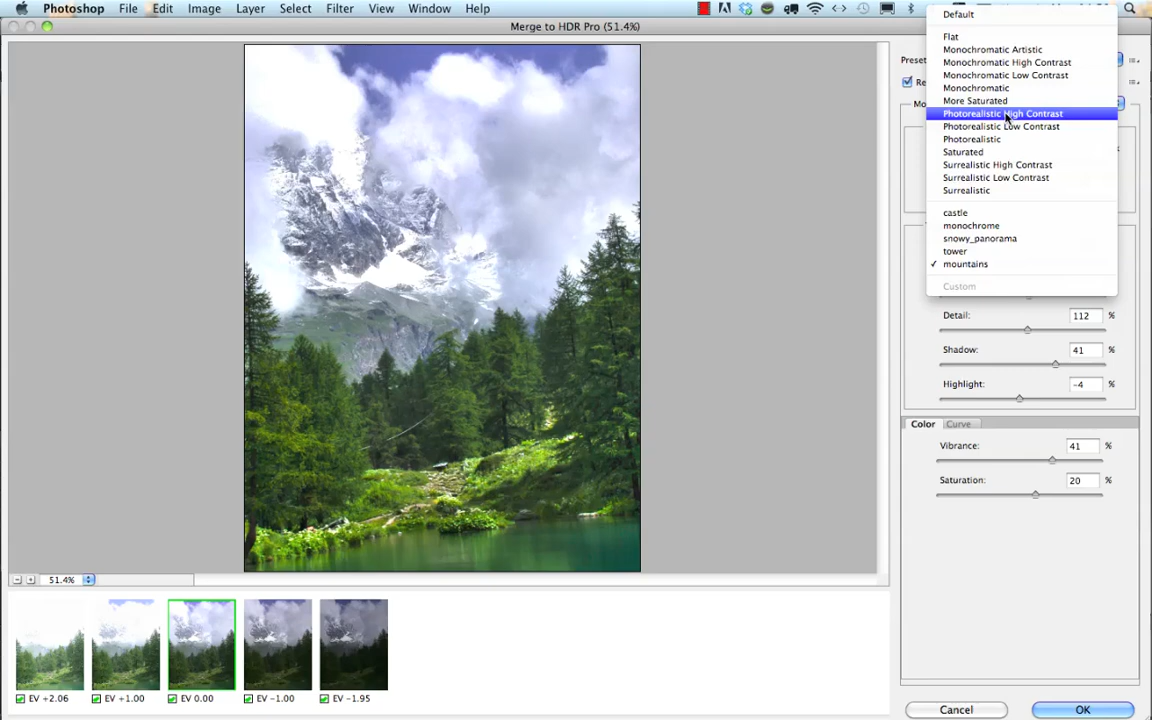 Photoshop File Edit Image Layer Select Filter View Window Help
Merge to HDR Pro (51.4%)
Default
Flat
Monochromatic Artistic
Monochromatic High Contrast
Monochromatic Low Contrast
Monochromatic
More Saturated
Photorealistic High Contrast
Photorealistic Low Contrast
Photorealistic
Saturated
Surrealistic High Contrast
Surrealistic Low Contrast
Surrealistic
castle
monochrome
snowy_panorama
tower
mountains
Custom
Preset
Re
Mo
Detail: 112 %
Shadow: 41 %
Highlight: -4 %
Color Curve
Vibrance: 41 %
Saturation: 20 %
51.4%
EV +2.06 EV +1.00 EV 0.00 EV -1.00 EV -1.95
Cancel OK